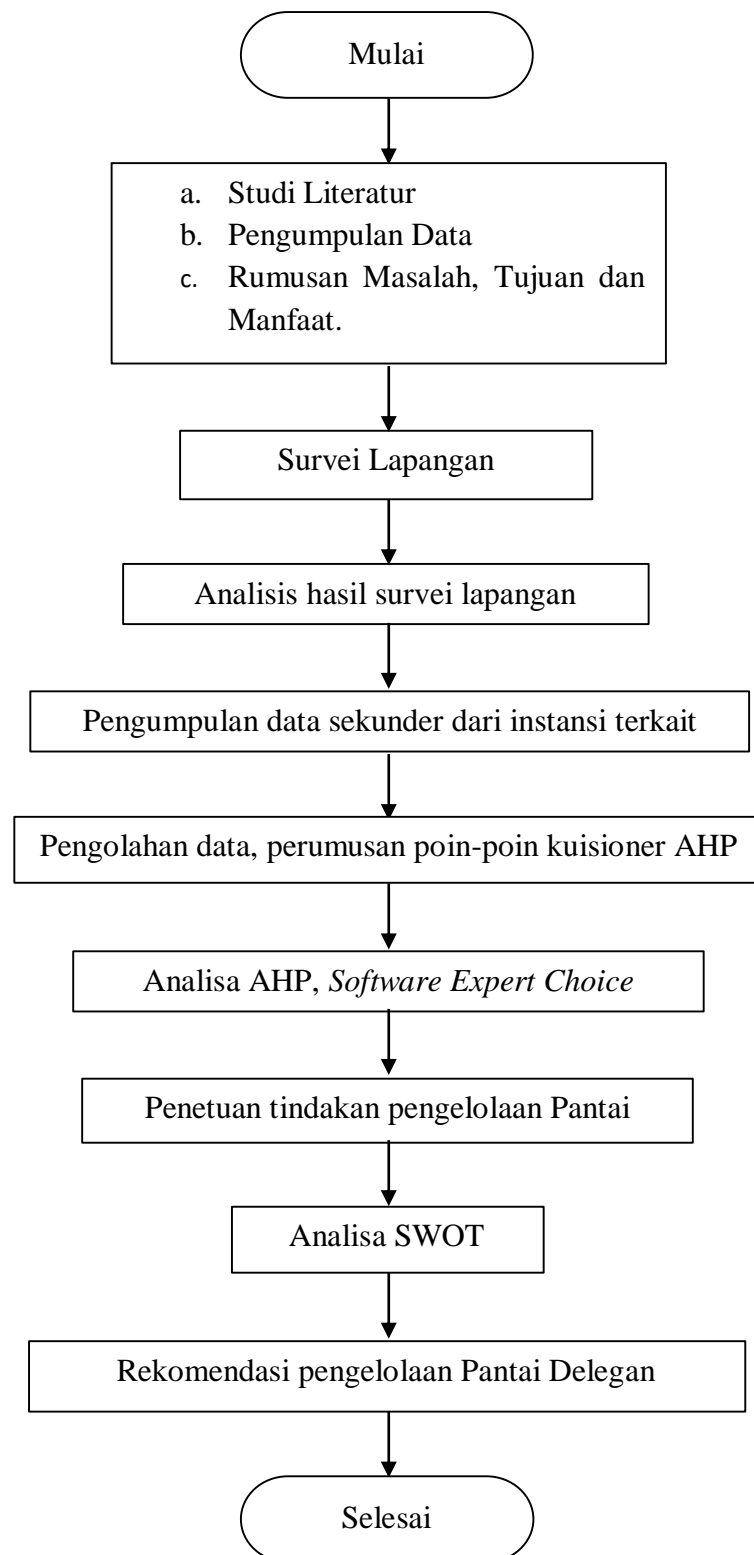 Mulai
a. Studi Literatur
b. Pengumpulan Data
c. Rumusan Masalah, Tujuan dan
Manfaat.
Survei Lapangan
Analisis hasil survei lapangan
Pengumpulan data sekunder dari instansi terkait
Pengolahan data, perumusan poin-poin kuisioner AHP
Analisa AHP, Software Expert Choice
Penetuan tindakan pengelolaan Pantai
Analisa SWOT
Rekomendasi pengelolaan Pantai Delegan
Selesai